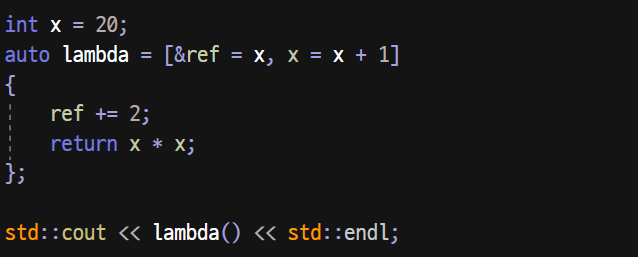 int x = 20;
auto lambda = [&ref = x, x = x + 1]
{
    ref += 2;
    return x * x;
};
std::cout << lambda() << std::endl;